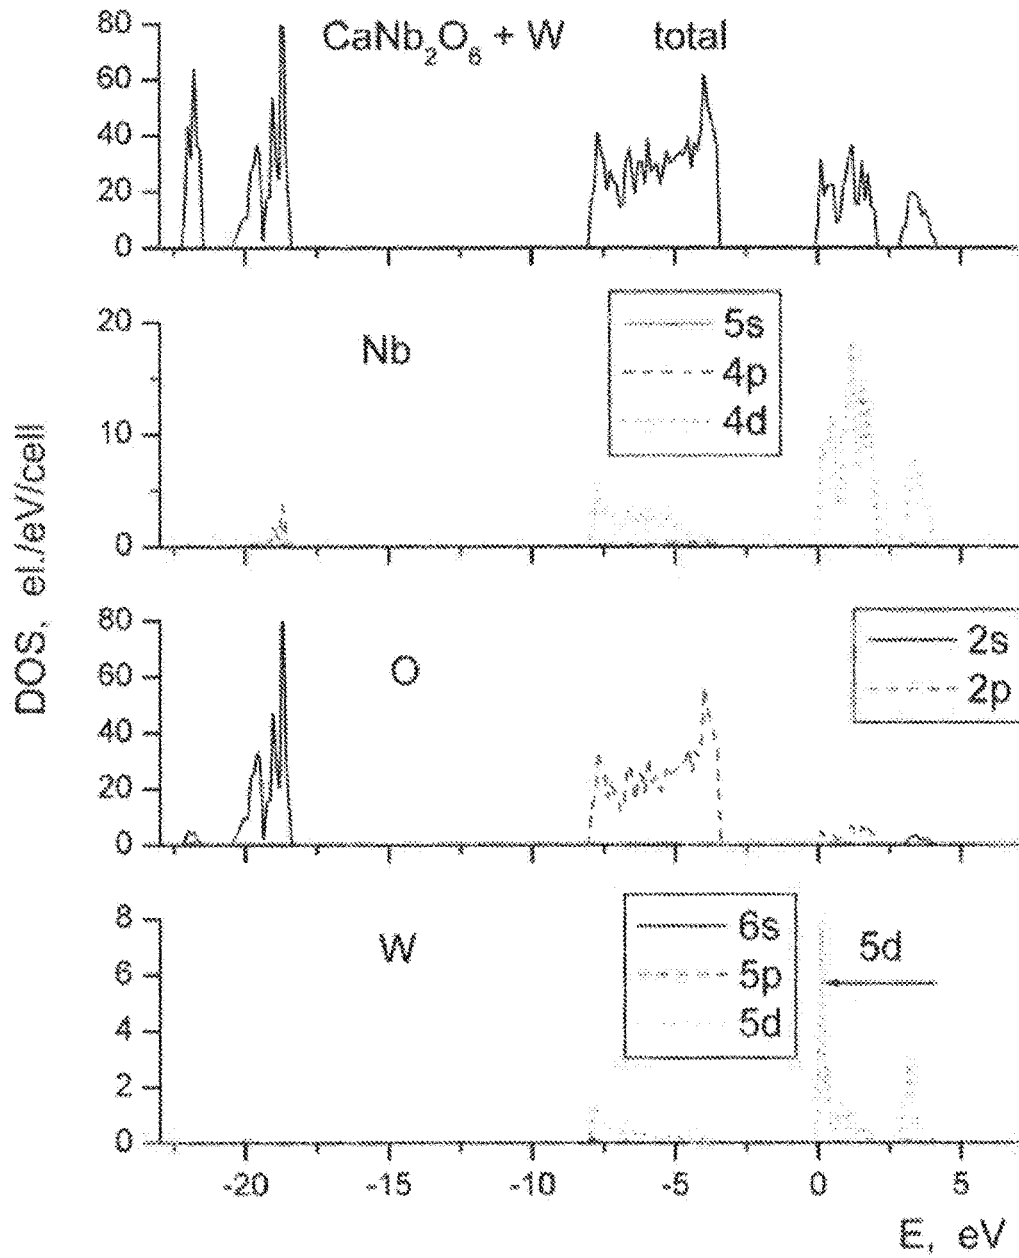 CaNb₂O₆ + W total
80
60
40
20
0
Nb
5s
4p
4d
20
10
0
DOS, el./eV/cell
O
2s
2p
80
60
40
20
0
W
6s
5p
5d
5d
8
6
4
2
0
-20 -15 -10 -5 0 5
E, eV